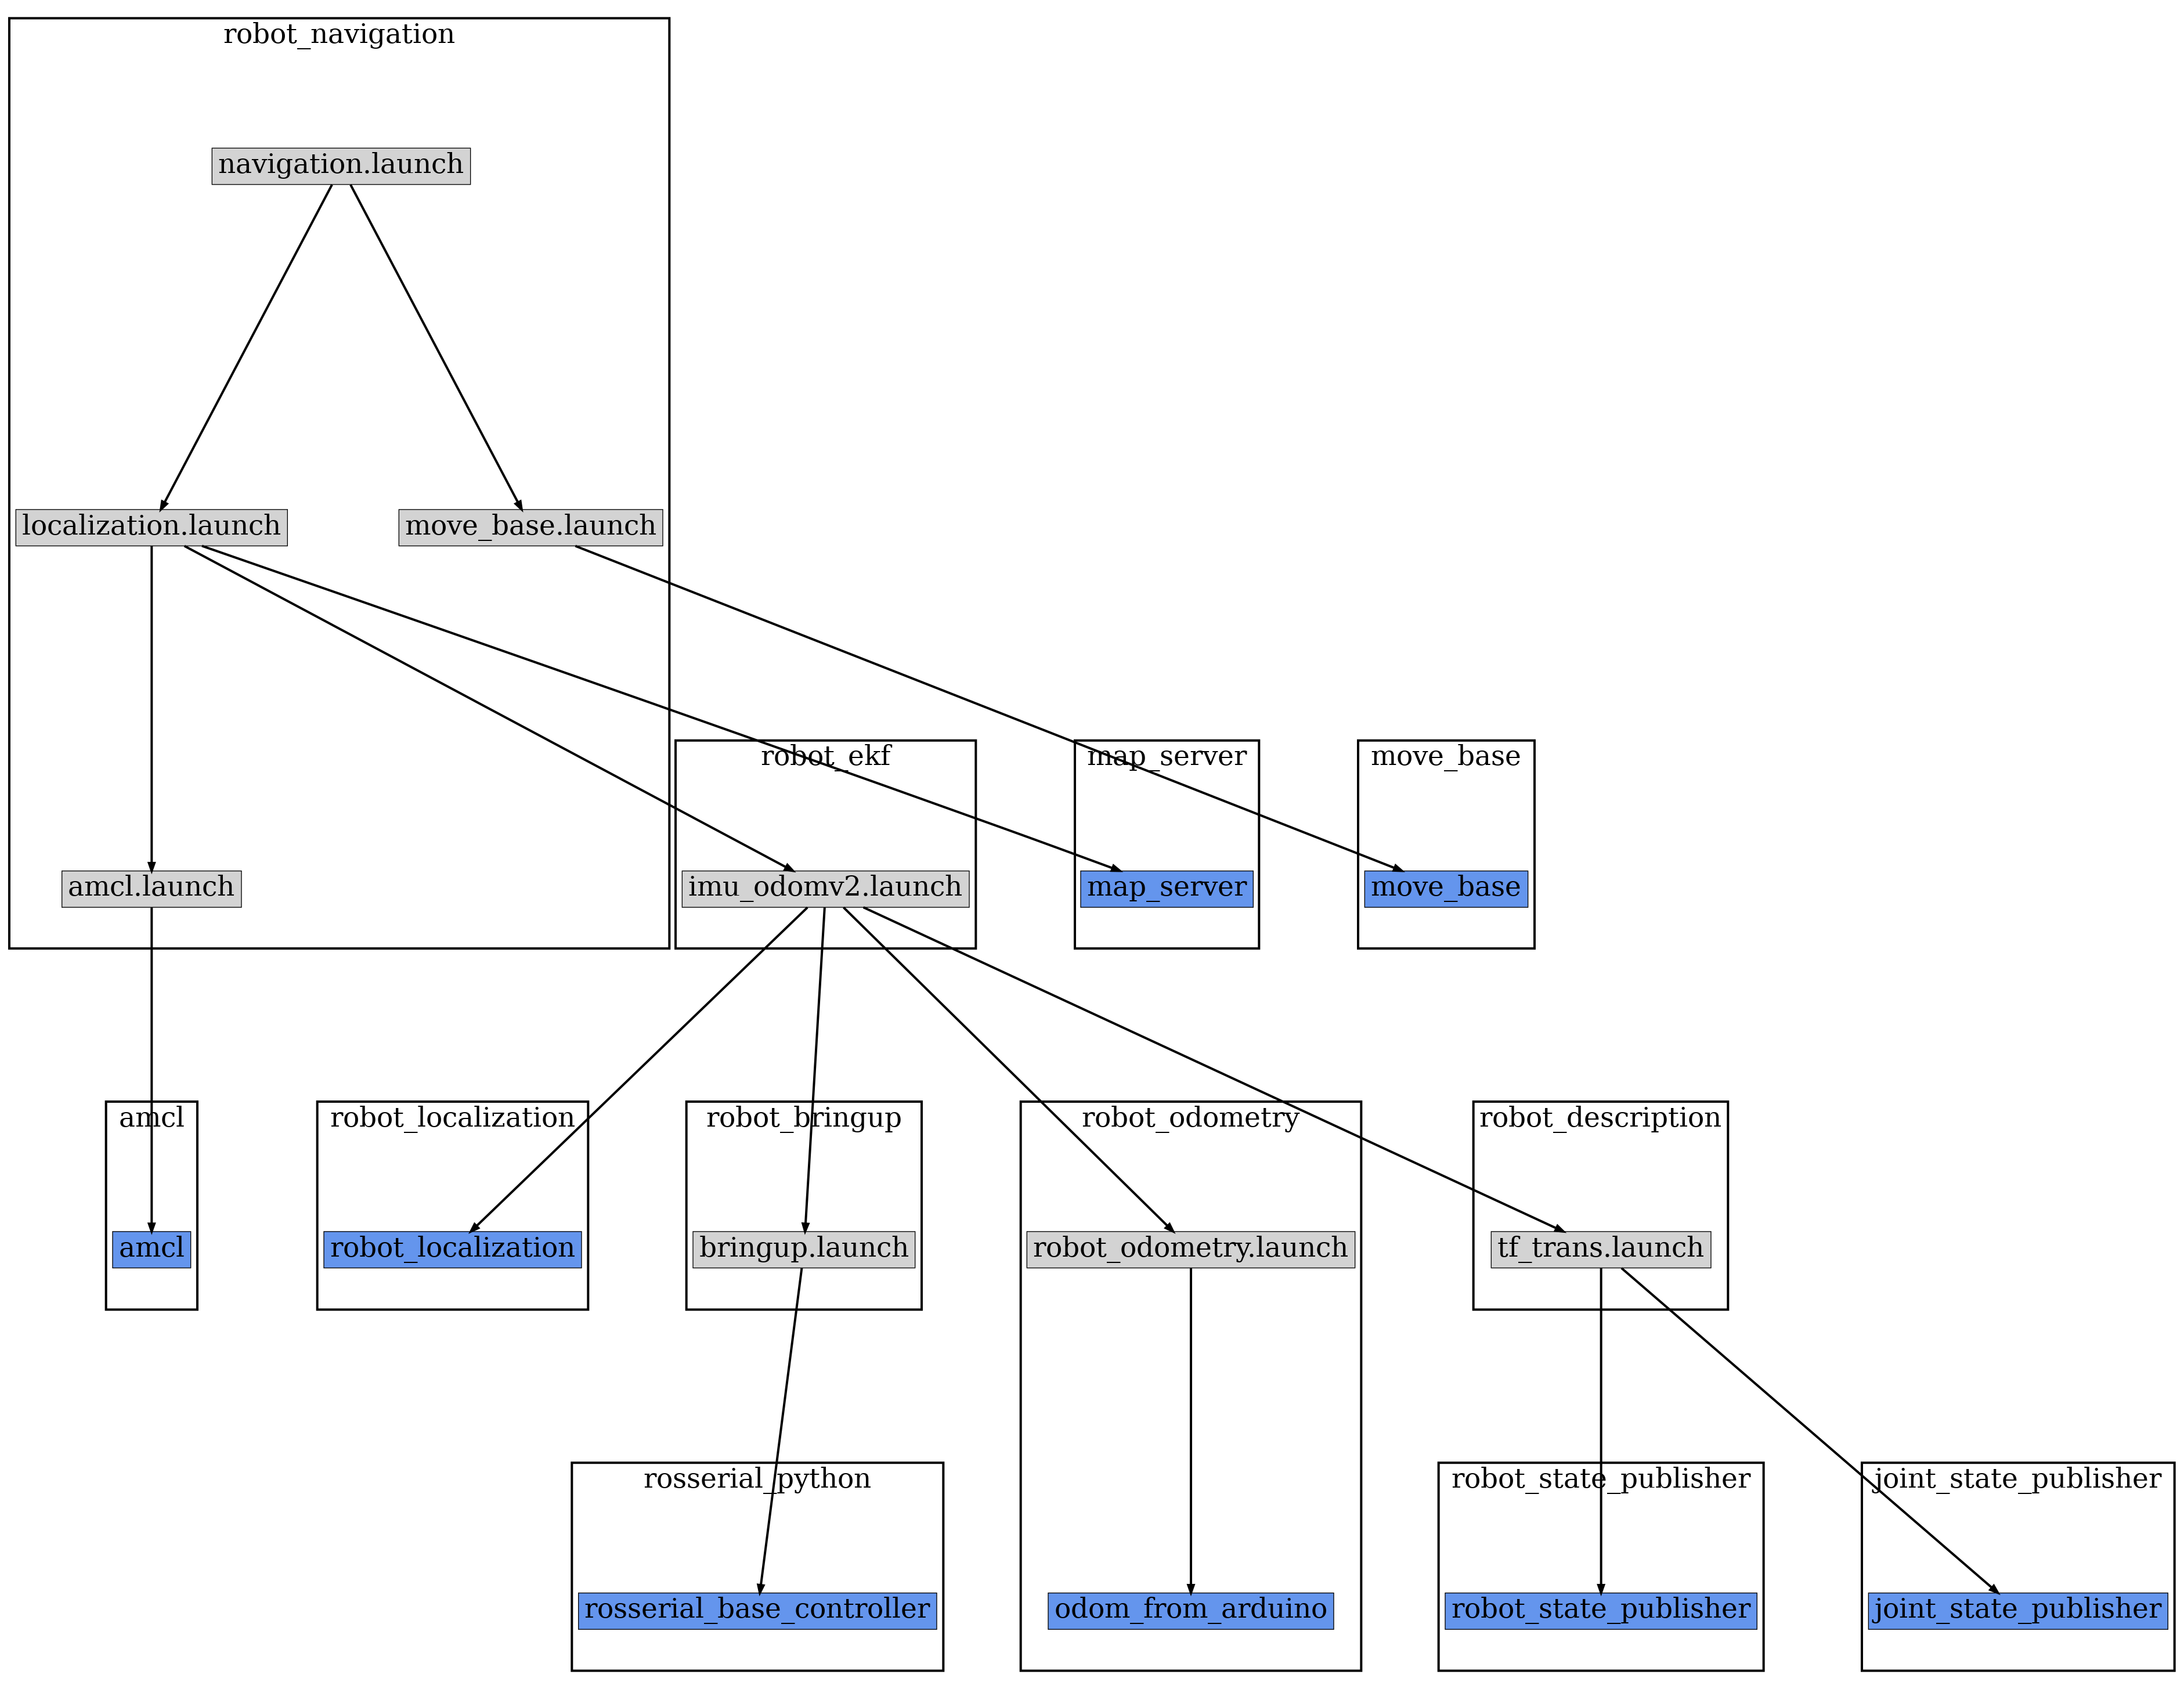 robot_navigation
navigation.launch
localization.launch
move_base.launch
robot_ekf
map_server
move_base
amcl.launch
imu_odomv2.launch
map_server
move_base
amcl
robot_localization
robot_bringup
robot_odometry
robot_description
amcl
robot_localization
bringup.launch
robot_odometry.launch
tf_trans.launch
rosserial_python
robot_state_publisher
joint_state_publisher
rosserial_base_controller
odom_from_arduino
robot_state_publisher
joint_state_publisher